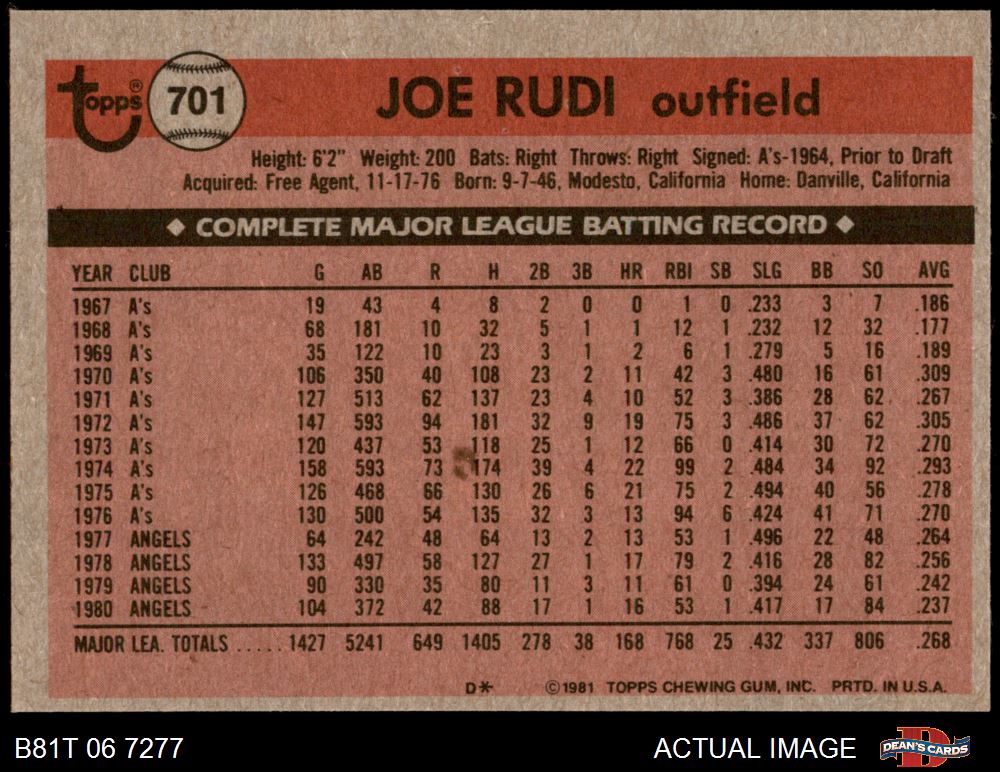 topps® 701 JOE RUDI outfield
Height: 6'2" Weight: 200 Bats: Right Throws: Right Signed: A's-1964, Prior to Draft
Acquired: Free Agent, 11-17-76 Born: 9-7-46, Modesto, California Home: Danville, California
◆ COMPLETE MAJOR LEAGUE BATTING RECORD ◆
YEAR CLUB G AB R H 2B 3B HR RBI SB SLG BB SO AVG
1967 A's 19 43 4 8 2 0 0 1 0 .233 3 7 .186
1968 A's 68 181 10 32 5 1 1 12 1 .232 12 32 .177
1969 A's 35 122 10 23 3 1 2 6 1 .279 5 16 .189
1970 A's 106 350 40 108 23 2 11 42 3 .480 16 61 .309
1971 A's 127 513 62 137 23 4 10 52 3 .386 28 62 .267
1972 A's 147 593 94 181 32 9 19 75 3 .486 37 62 .305
1973 A's 120 437 53 118 25 1 12 66 0 .414 30 72 .270
1974 A's 158 593 73 174 39 4 22 99 2 .484 34 92 .293
1975 A's 126 468 66 130 26 6 21 75 2 .494 40 56 .278
1976 A's 130 500 54 135 32 3 13 94 6 .424 41 71 .270
1977 ANGELS 64 242 48 64 13 2 13 53 1 .496 22 48 .264
1978 ANGELS 133 497 58 127 27 1 17 79 2 .416 28 82 .256
1979 ANGELS 90 330 35 80 11 3 11 61 0 .394 24 61 .242
1980 ANGELS 104 372 42 88 17 1 16 53 1 .417 17 84 .237
MAJOR LEA. TOTALS ..... 1427 5241 649 1405 278 38 168 768 25 .432 337 806 .268
D* ©1981 TOPPS CHEWING GUM, INC. PRTD. IN U.S.A.
B81T 06 7277 ACTUAL IMAGE D DEAN'S CARDS